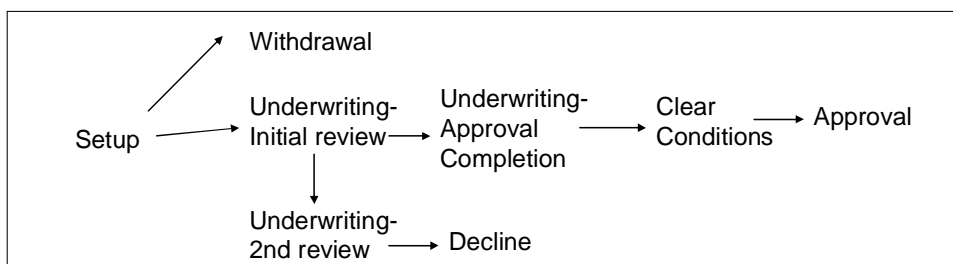 Withdrawal
Setup
Underwriting-
Initial review
Underwriting-
Approval
Completion
Clear
Conditions
Approval
Underwriting-
2nd review
Decline